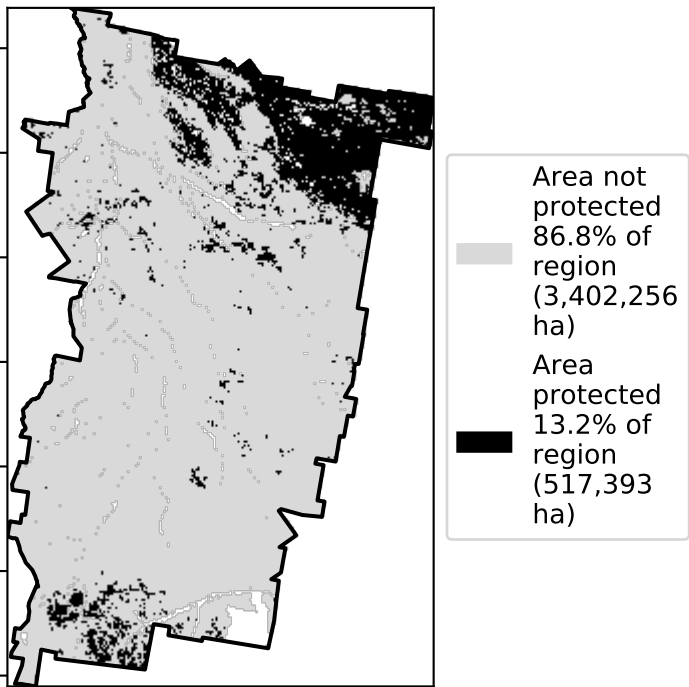 Area not
protected
86.8% of
region
(3,402,256
ha)
Area
protected
13.2% of
region
(517,393
ha)